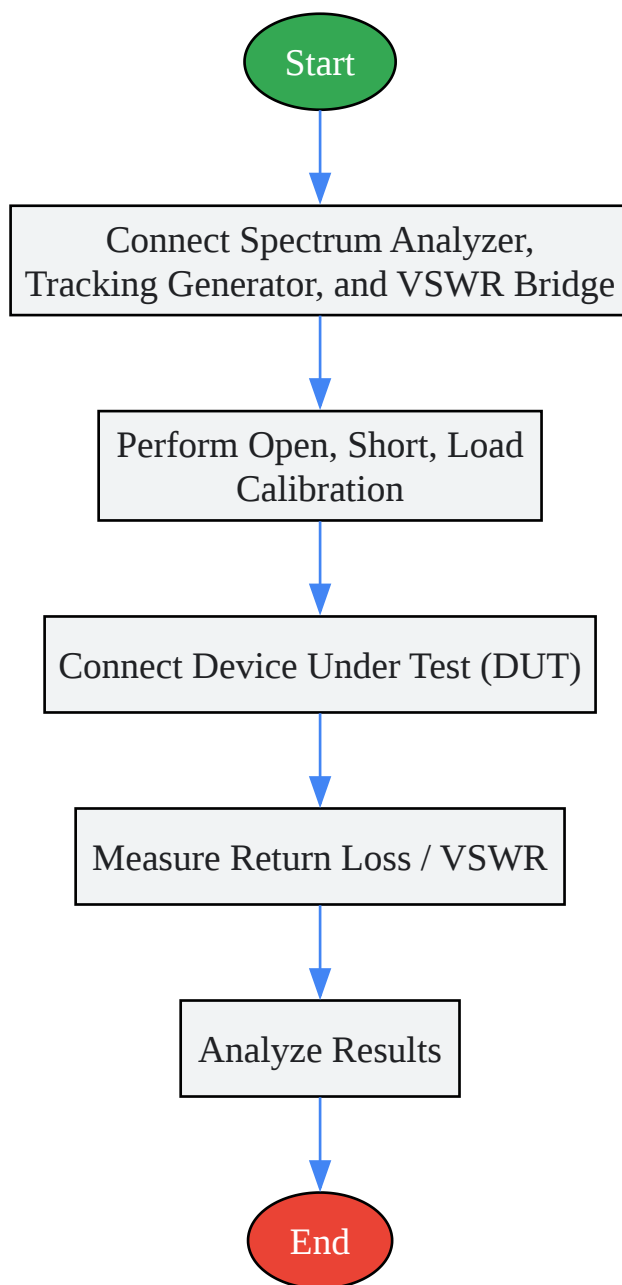 Start
Connect Spectrum Analyzer,
Tracking Generator, and VSWR Bridge
Perform Open, Short, Load
Calibration
Connect Device Under Test (DUT)
Measure Return Loss / VSWR
Analyze Results
End